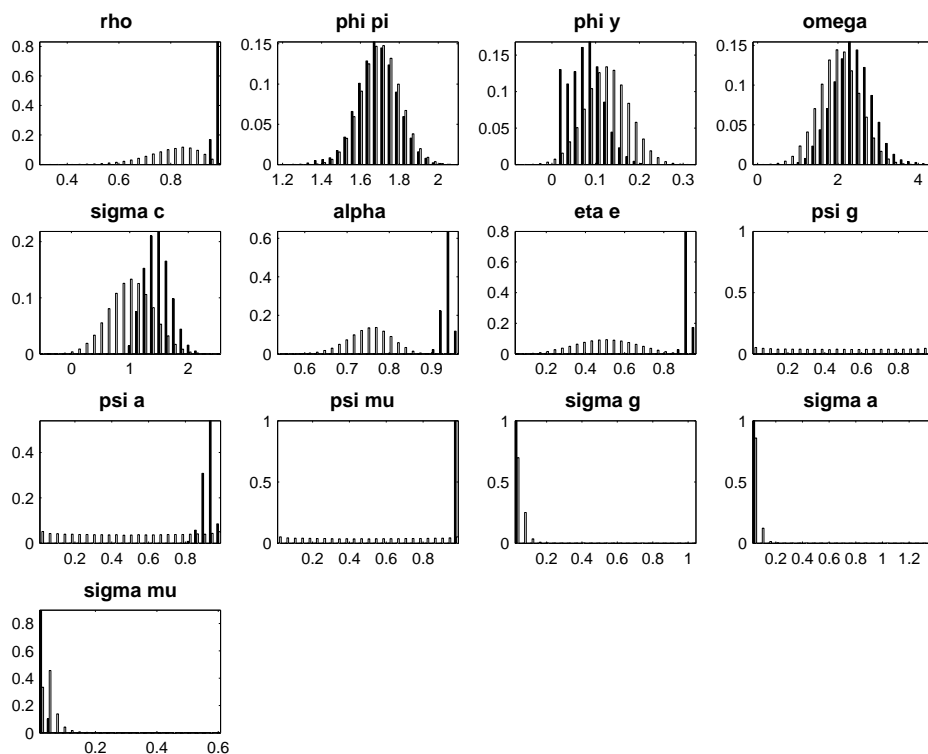 rho
phi pi
phi y
omega
0.8
0.6
0.4
0.2
0
0.4 0.6 0.8
0.15
0.1
0.05
0
1.2 1.4 1.6 1.8 2
0.15
0.1
0.05
0
0 0.1 0.2 0.3
0.15
0.1
0.05
0
0 2 4
sigma c
alpha
eta e
psi g
0.2
0.1
0
0 1 2
0.6
0.4
0.2
0
0.6 0.7 0.8 0.9
0.8
0.6
0.4
0.2
0
0.2 0.4 0.6 0.8
1
0.5
0
0.2 0.4 0.6 0.8
psi a
psi mu
sigma g
sigma a
0.4
0.2
0
0.2 0.4 0.6 0.8
1
0.5
0
0.2 0.4 0.6 0.8
1
0.5
0
0.2 0.4 0.6 0.8 1
1
0.5
0
0.2 0.4 0.6 0.8 1 1.2
sigma mu
0.8
0.6
0.4
0.2
0
0.2 0.4 0.6